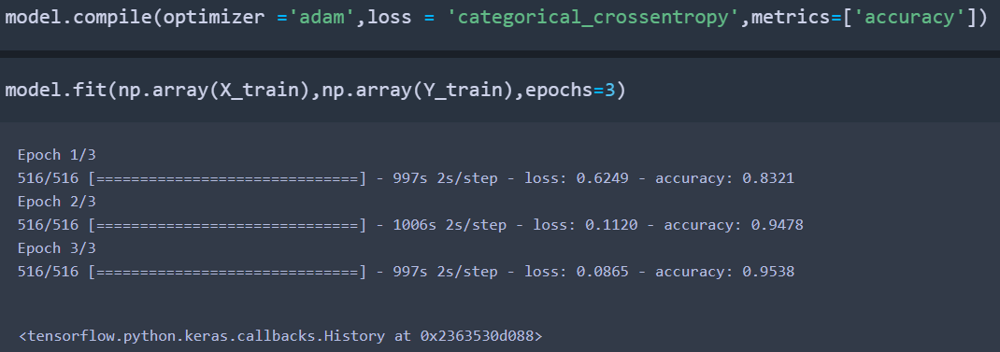 model.compile(optimizer ='adam',loss = 'categorical_crossentropy',metrics=['accuracy'])
model.fit(np.array(X_train),np.array(Y_train),epochs=3)
Epoch 1/3
516/516 [==============================] - 997s 2s/step - loss: 0.6249 - accuracy: 0.8321
Epoch 2/3
516/516 [==============================] - 1006s 2s/step - loss: 0.1120 - accuracy: 0.9478
Epoch 3/3
516/516 [==============================] - 997s 2s/step - loss: 0.0865 - accuracy: 0.9538
<tensorflow.python.keras.callbacks.History at 0x2363530d088>